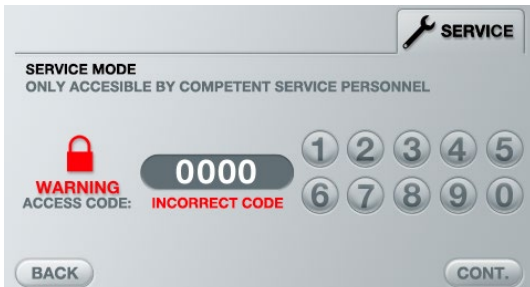 SERVICE
SERVICE MODE
ONLY ACCESIBLE BY COMPETENT SERVICE PERSONNEL
1 2 3 4 5
0000
WARNING
6 7 8 9 0
ACCESS CODE: INCORRECT CODE
BACK CONT.